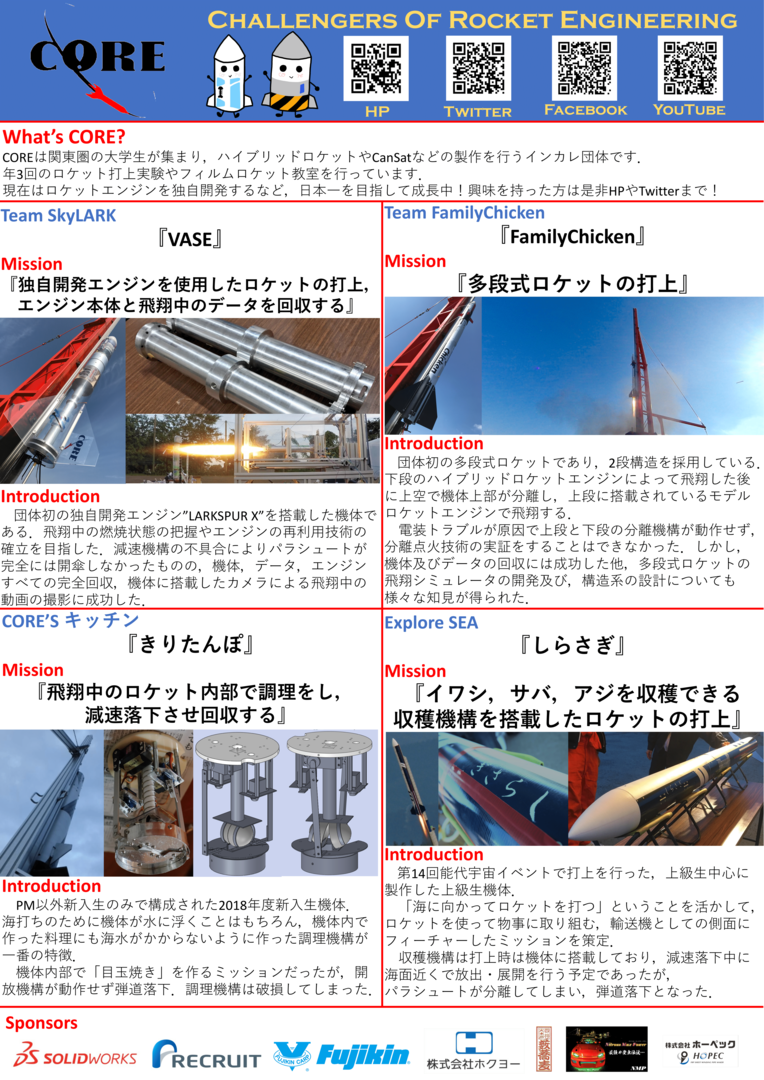 CORE
CHALLENGERS OF ROCKET ENGINEERING
HP
TWITTER
FACEBOOK
YOUTUBE
What's CORE?
COREは関東圏の大学生が集まり，ハイブリッドロケットやCanSatなどの製作を行うインカレ団体です．
年3回のロケット打上実験やフィルムロケット教室を行っています．
現在はロケットエンジンを独自開発するなど，日本一を目指して成長中！興味を持った方は是非HPやTwitterまで！
Team SkyLARK
『VASE』
Mission
『独自開発エンジンを使用したロケットの打上，
エンジン本体と飛翔中のデータを回収する』
CORE
Introduction
団体初の独自開発エンジン"LARKSPUR X"を搭載した機体で
ある．飛翔中の燃焼状態の把握やエンジンの再利用技術の
確立を目指した．減速機構の不具合によりパラシュートが
完全には開傘しなかったものの，機体，データ，エンジン
すべての完全回収，機体に搭載したカメラによる飛翔中の
動画の撮影に成功した．
Team FamilyChicken
『FamilyChicken』
Mission
『多段式ロケットの打上』
Chicken
Introduction
団体初の多段式ロケットであり，2段構造を採用している．
下段のハイブリッドロケットエンジンによって飛翔した後
に上空で機体上部が分離し，上段に搭載されているモデル
ロケットエンジンで飛翔する．
電装トラブルが原因で上段と下段の分離機構が動作せず，
分離点火技術の実証をすることはできなかった．しかし，
機体及びデータの回収には成功した他，多段式ロケットの
飛翔シミュレータの開発及び，構造系の設計についても
様々な知見が得られた．
CORE'S キッチン
『きりたんぽ』
Mission
『飛翔中のロケット内部で調理をし，
減速落下させ回収する』
Introduction
PM以外新入生のみで構成された2018年度新入生機体．
海打ちのために機体が水に浮くことはもちろん，機体内で
作った料理にも海水がかからないように作った調理機構が
一番の特徴．
機体内部で「目玉焼き」を作るミッションだったが，開
放機構が動作せず弾道落下．調理機構は破損してしまった．
Explore SEA
『しらさぎ』
Mission
『イワシ，サバ，アジを収穫できる
収穫機構を搭載したロケットの打上』
しらさぎ
Introduction
第14回能代宇宙イベントで打上を行った，上級生中心に
製作した上級生機体．
「海に向かってロケットを打つ」ということを活かして，
ロケットを使って物事に取り組む，輸送機としての側面に
フィーチャーしたミッションを策定．
収穫機構は打上時は機体に搭載しており，減速落下中に
海面近くで放出・展開を行う予定であったが，
パラシュートが分離してしまい，弾道落下となった．
Sponsors
SOLIDWORKS
RECRUIT
FUJIKIN CARP
Fujikin
株式会社ホクヨー
Nitrous Max Power
NMP
株式会社 ホーペック
HOPEC